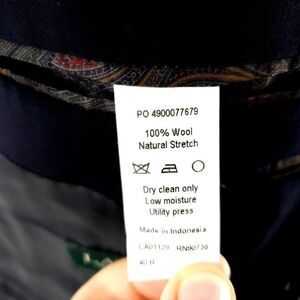 PO 4900077679
100% Wool
Natural Stretch
Dry clean only
Low moisture
Utility press
Made in Indonesia
CA01129 RN90736
40 R